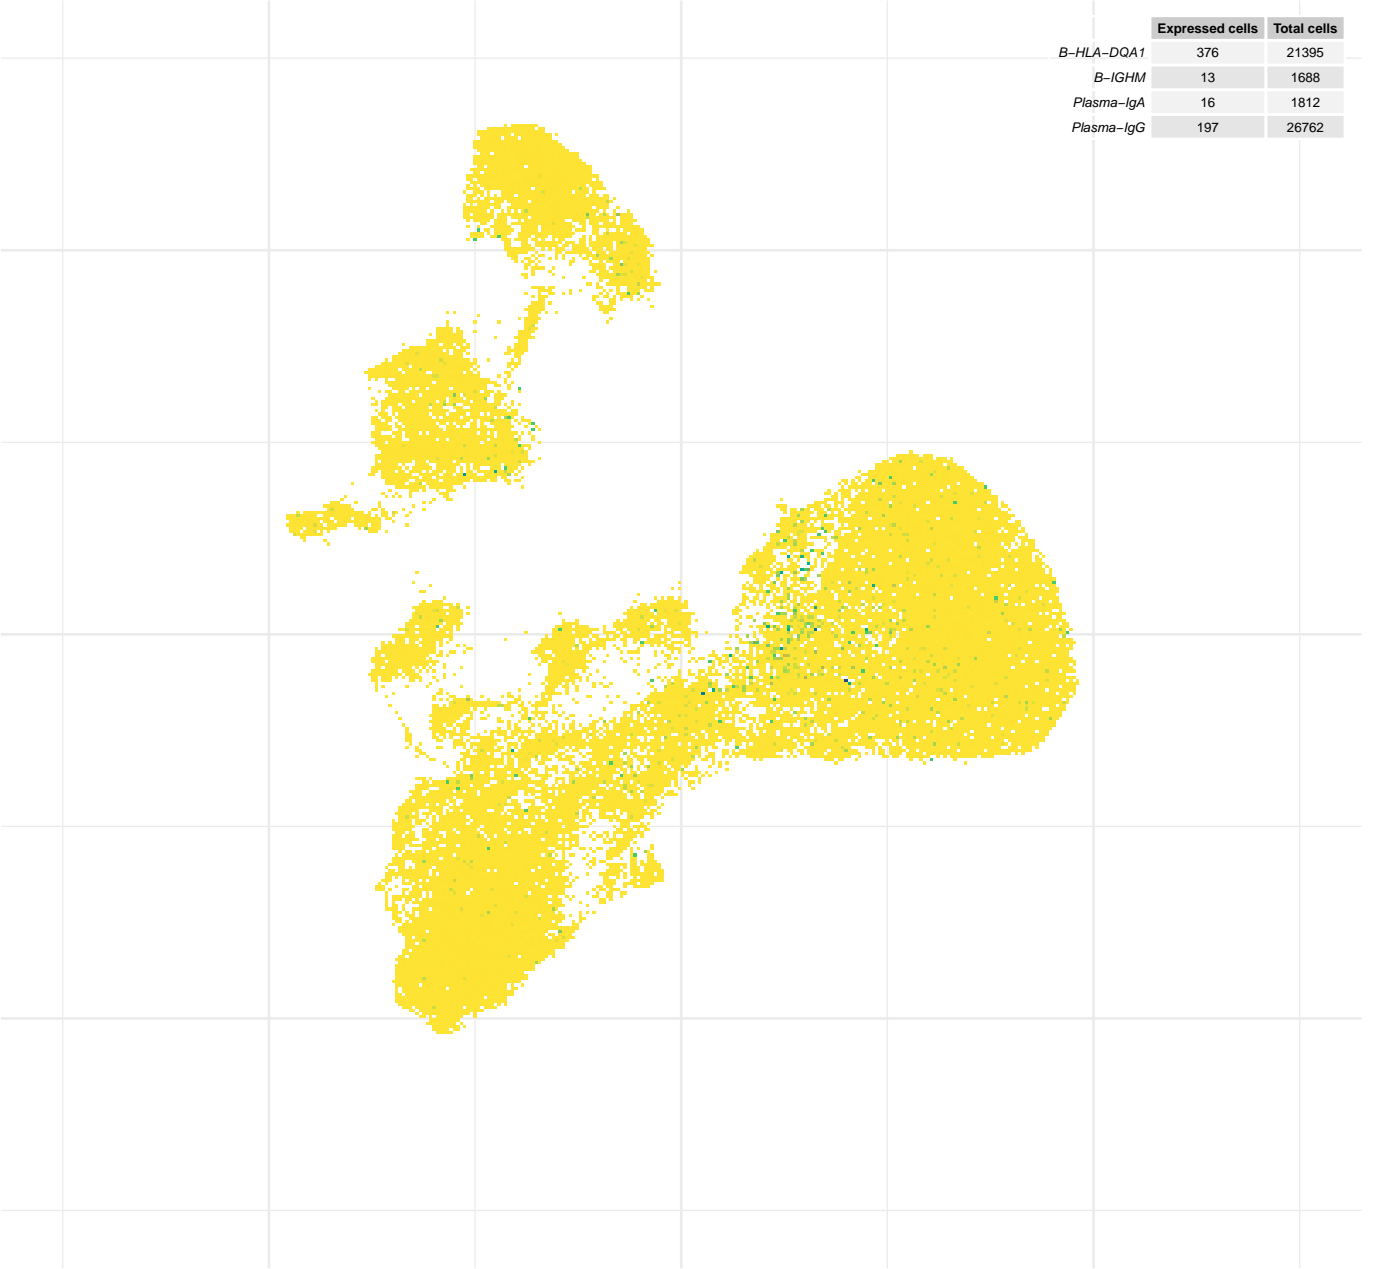 Expressed cells Total cells
B−HLA−DQA1 376 21395
B−IGHM 13 1688
Plasma−IgA 16 1812
Plasma−IgG 197 26762